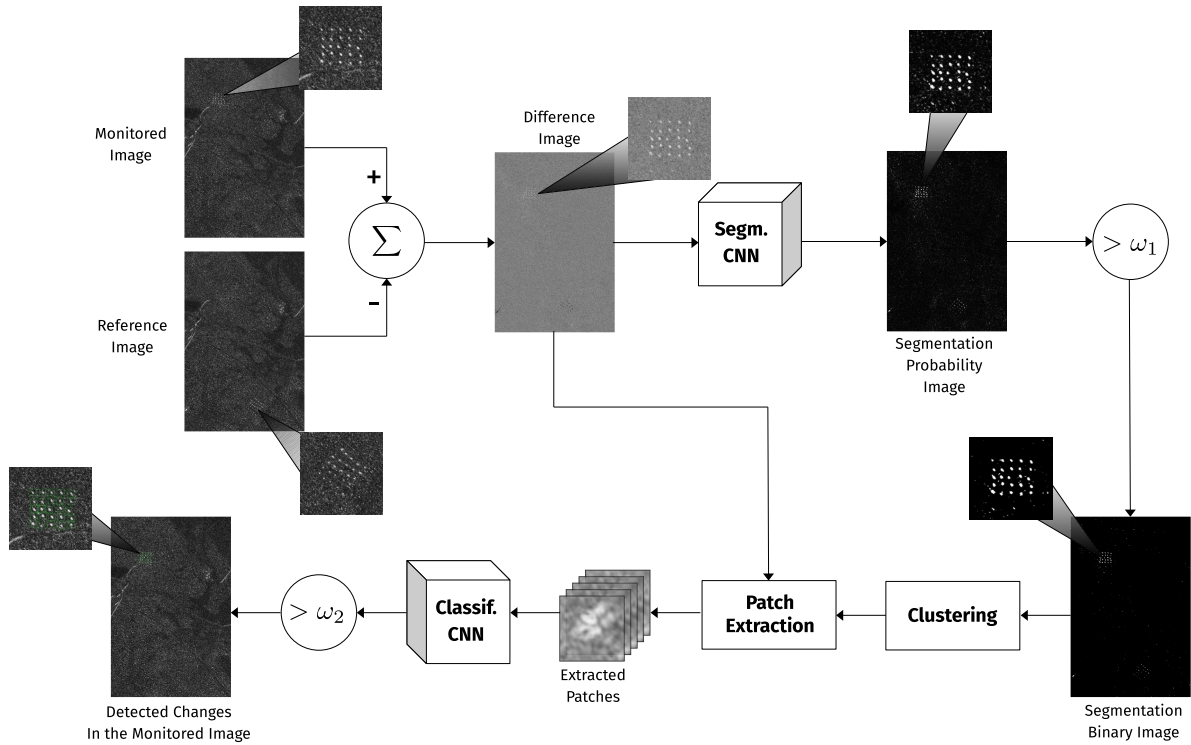 Monitored
Image
+
Σ
−
Reference
Image
Difference
Image
Segm.
CNN
Segmentation
Probability
Image
> ω₁
Segmentation
Binary Image
Clustering
Patch
Extraction
Extracted
Patches
Classif.
CNN
> ω₂
Detected Changes
In the Monitored Image